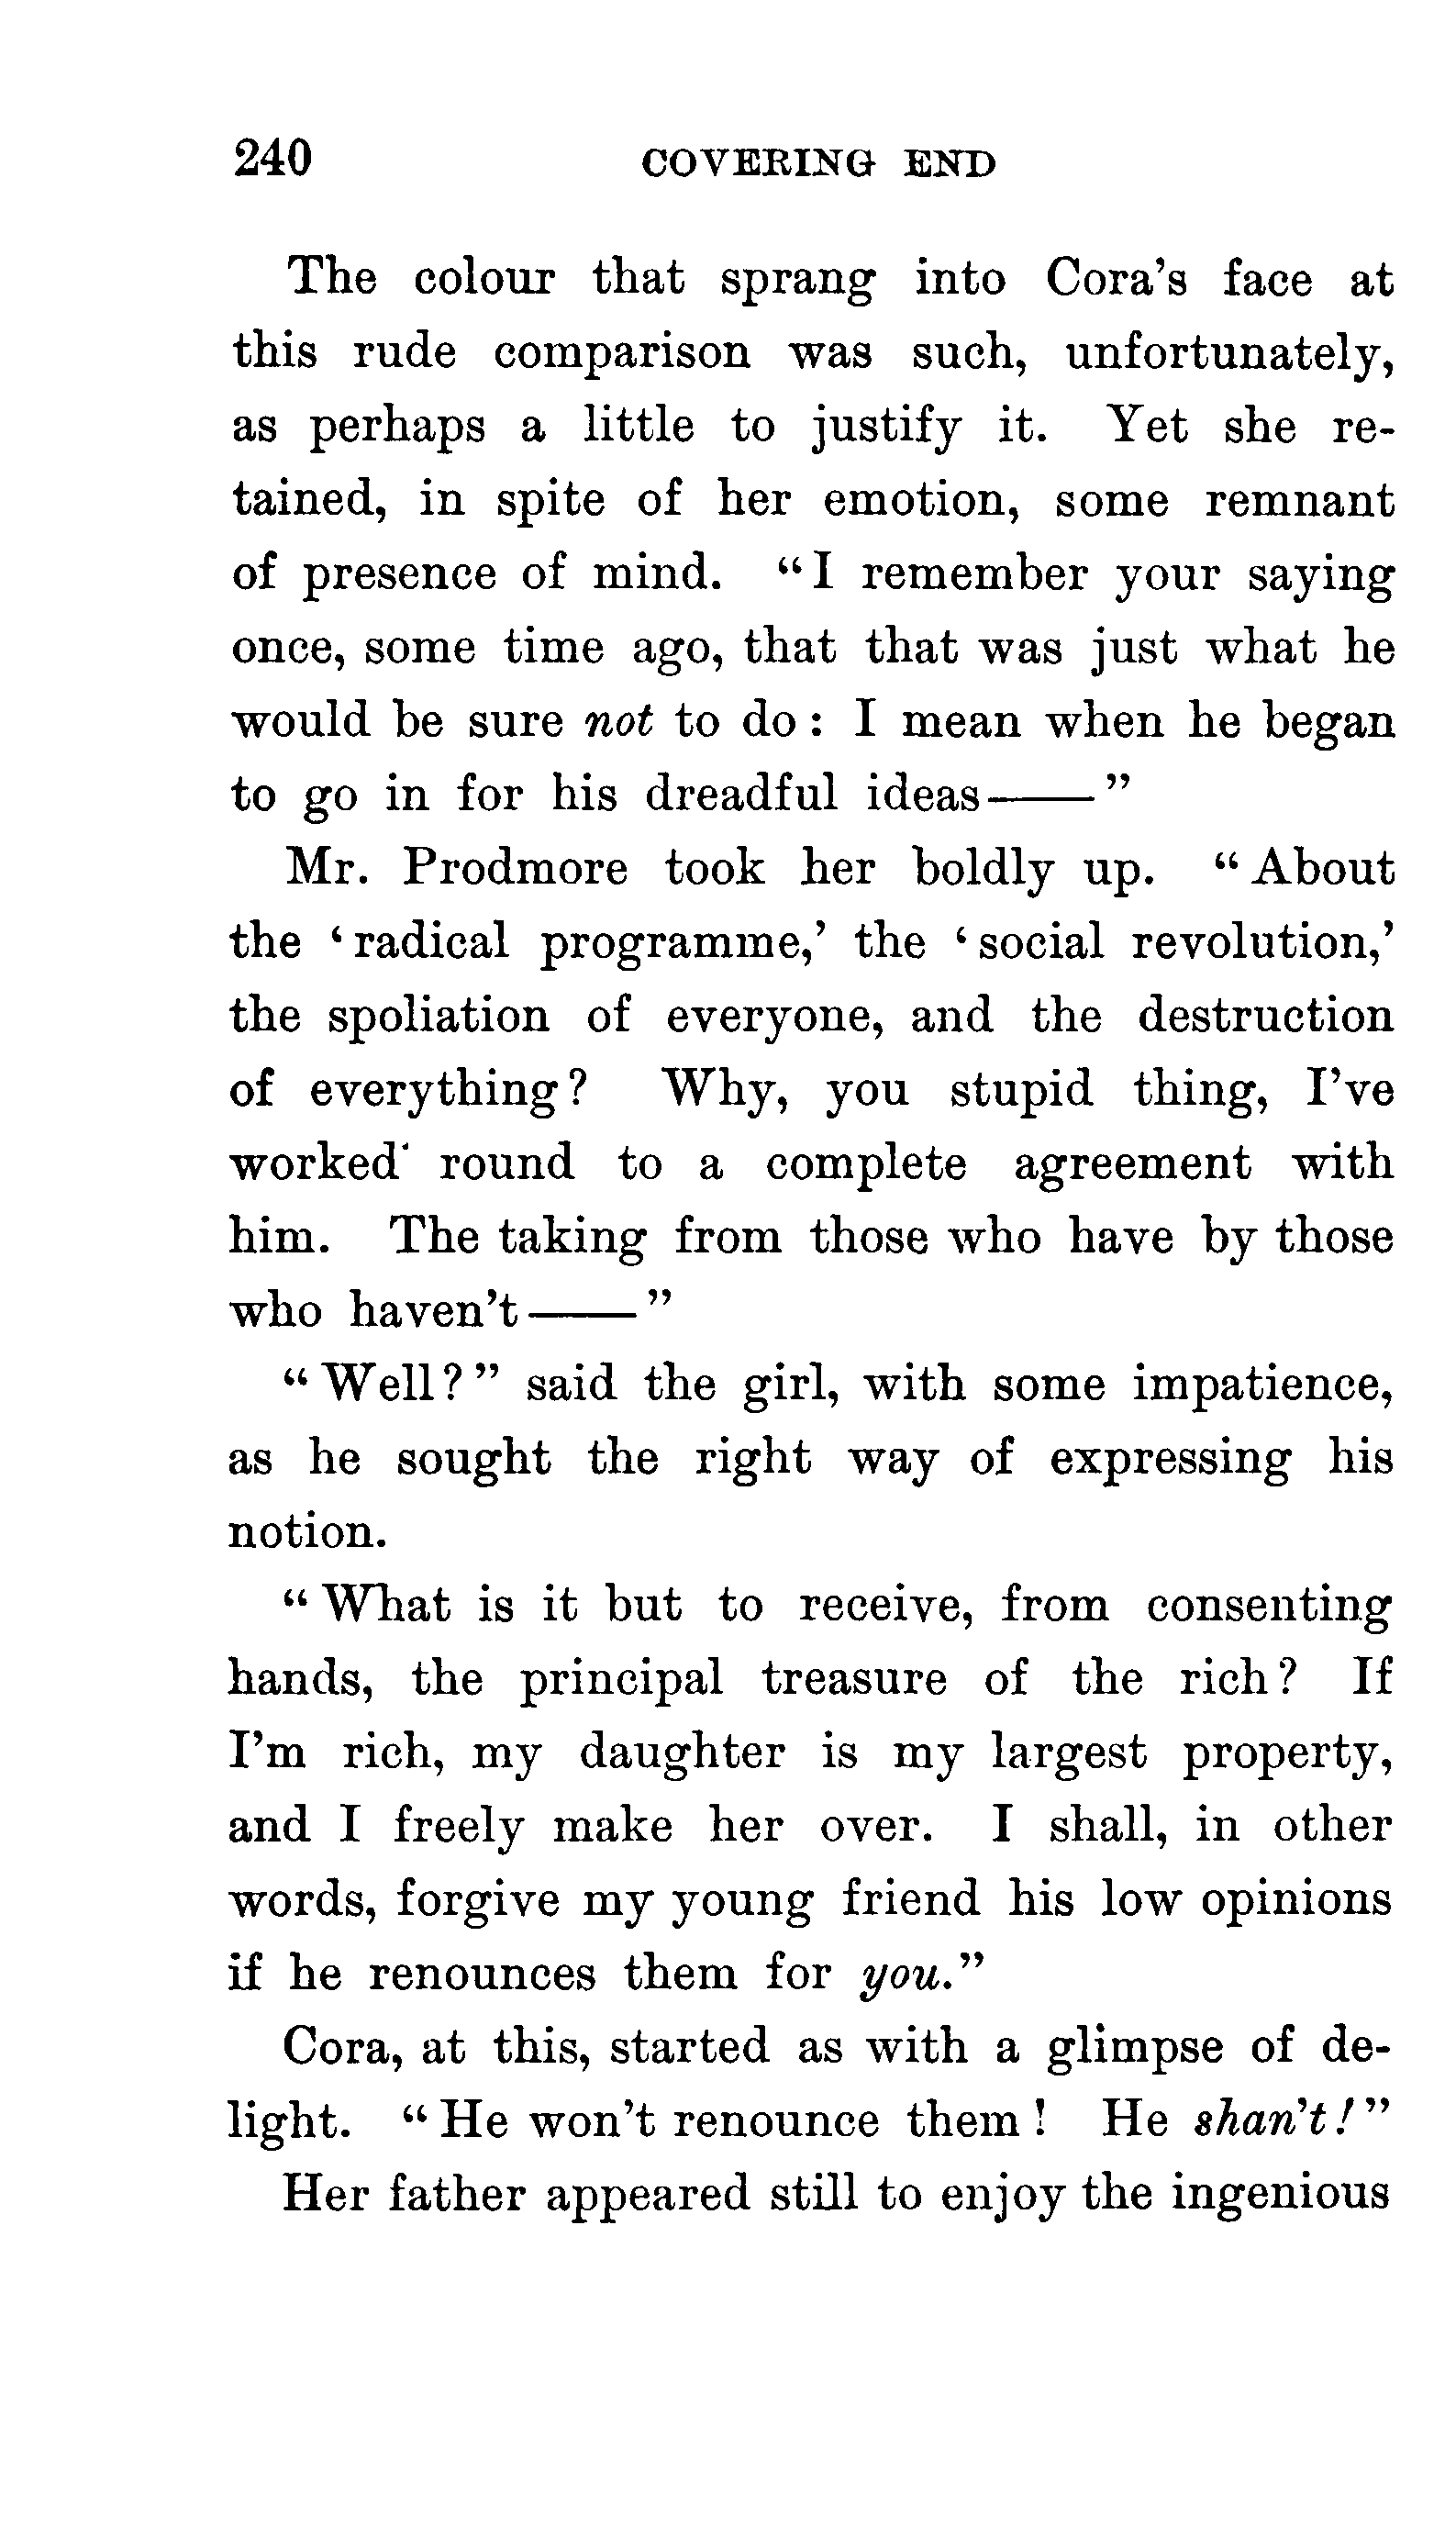 240 COVERING END
The colour that sprang into Cora's face at
this rude comparison was such, unfortunately,
as perhaps a little to justify it. Yet she re-
tained, in spite of her emotion, some remnant
of presence of mind. “I remember your saying
once, some time ago, that that was just what he
would be sure not to do: I mean when he began
to go in for his dreadful ideas——”
Mr. Prodmore took her boldly up. “About
the ‘radical programme,’ the ‘social revolution,’
the spoliation of everyone, and the destruction
of everything? Why, you stupid thing, I’ve
worked round to a complete agreement with
him. The taking from those who have by those
who haven’t——”
“Well?” said the girl, with some impatience,
as he sought the right way of expressing his
notion.
“What is it but to receive, from consenting
hands, the principal treasure of the rich? If
I’m rich, my daughter is my largest property,
and I freely make her over. I shall, in other
words, forgive my young friend his low opinions
if he renounces them for you.”
Cora, at this, started as with a glimpse of de-
light. “He won’t renounce them! He shan’t!”
Her father appeared still to enjoy the ingenious